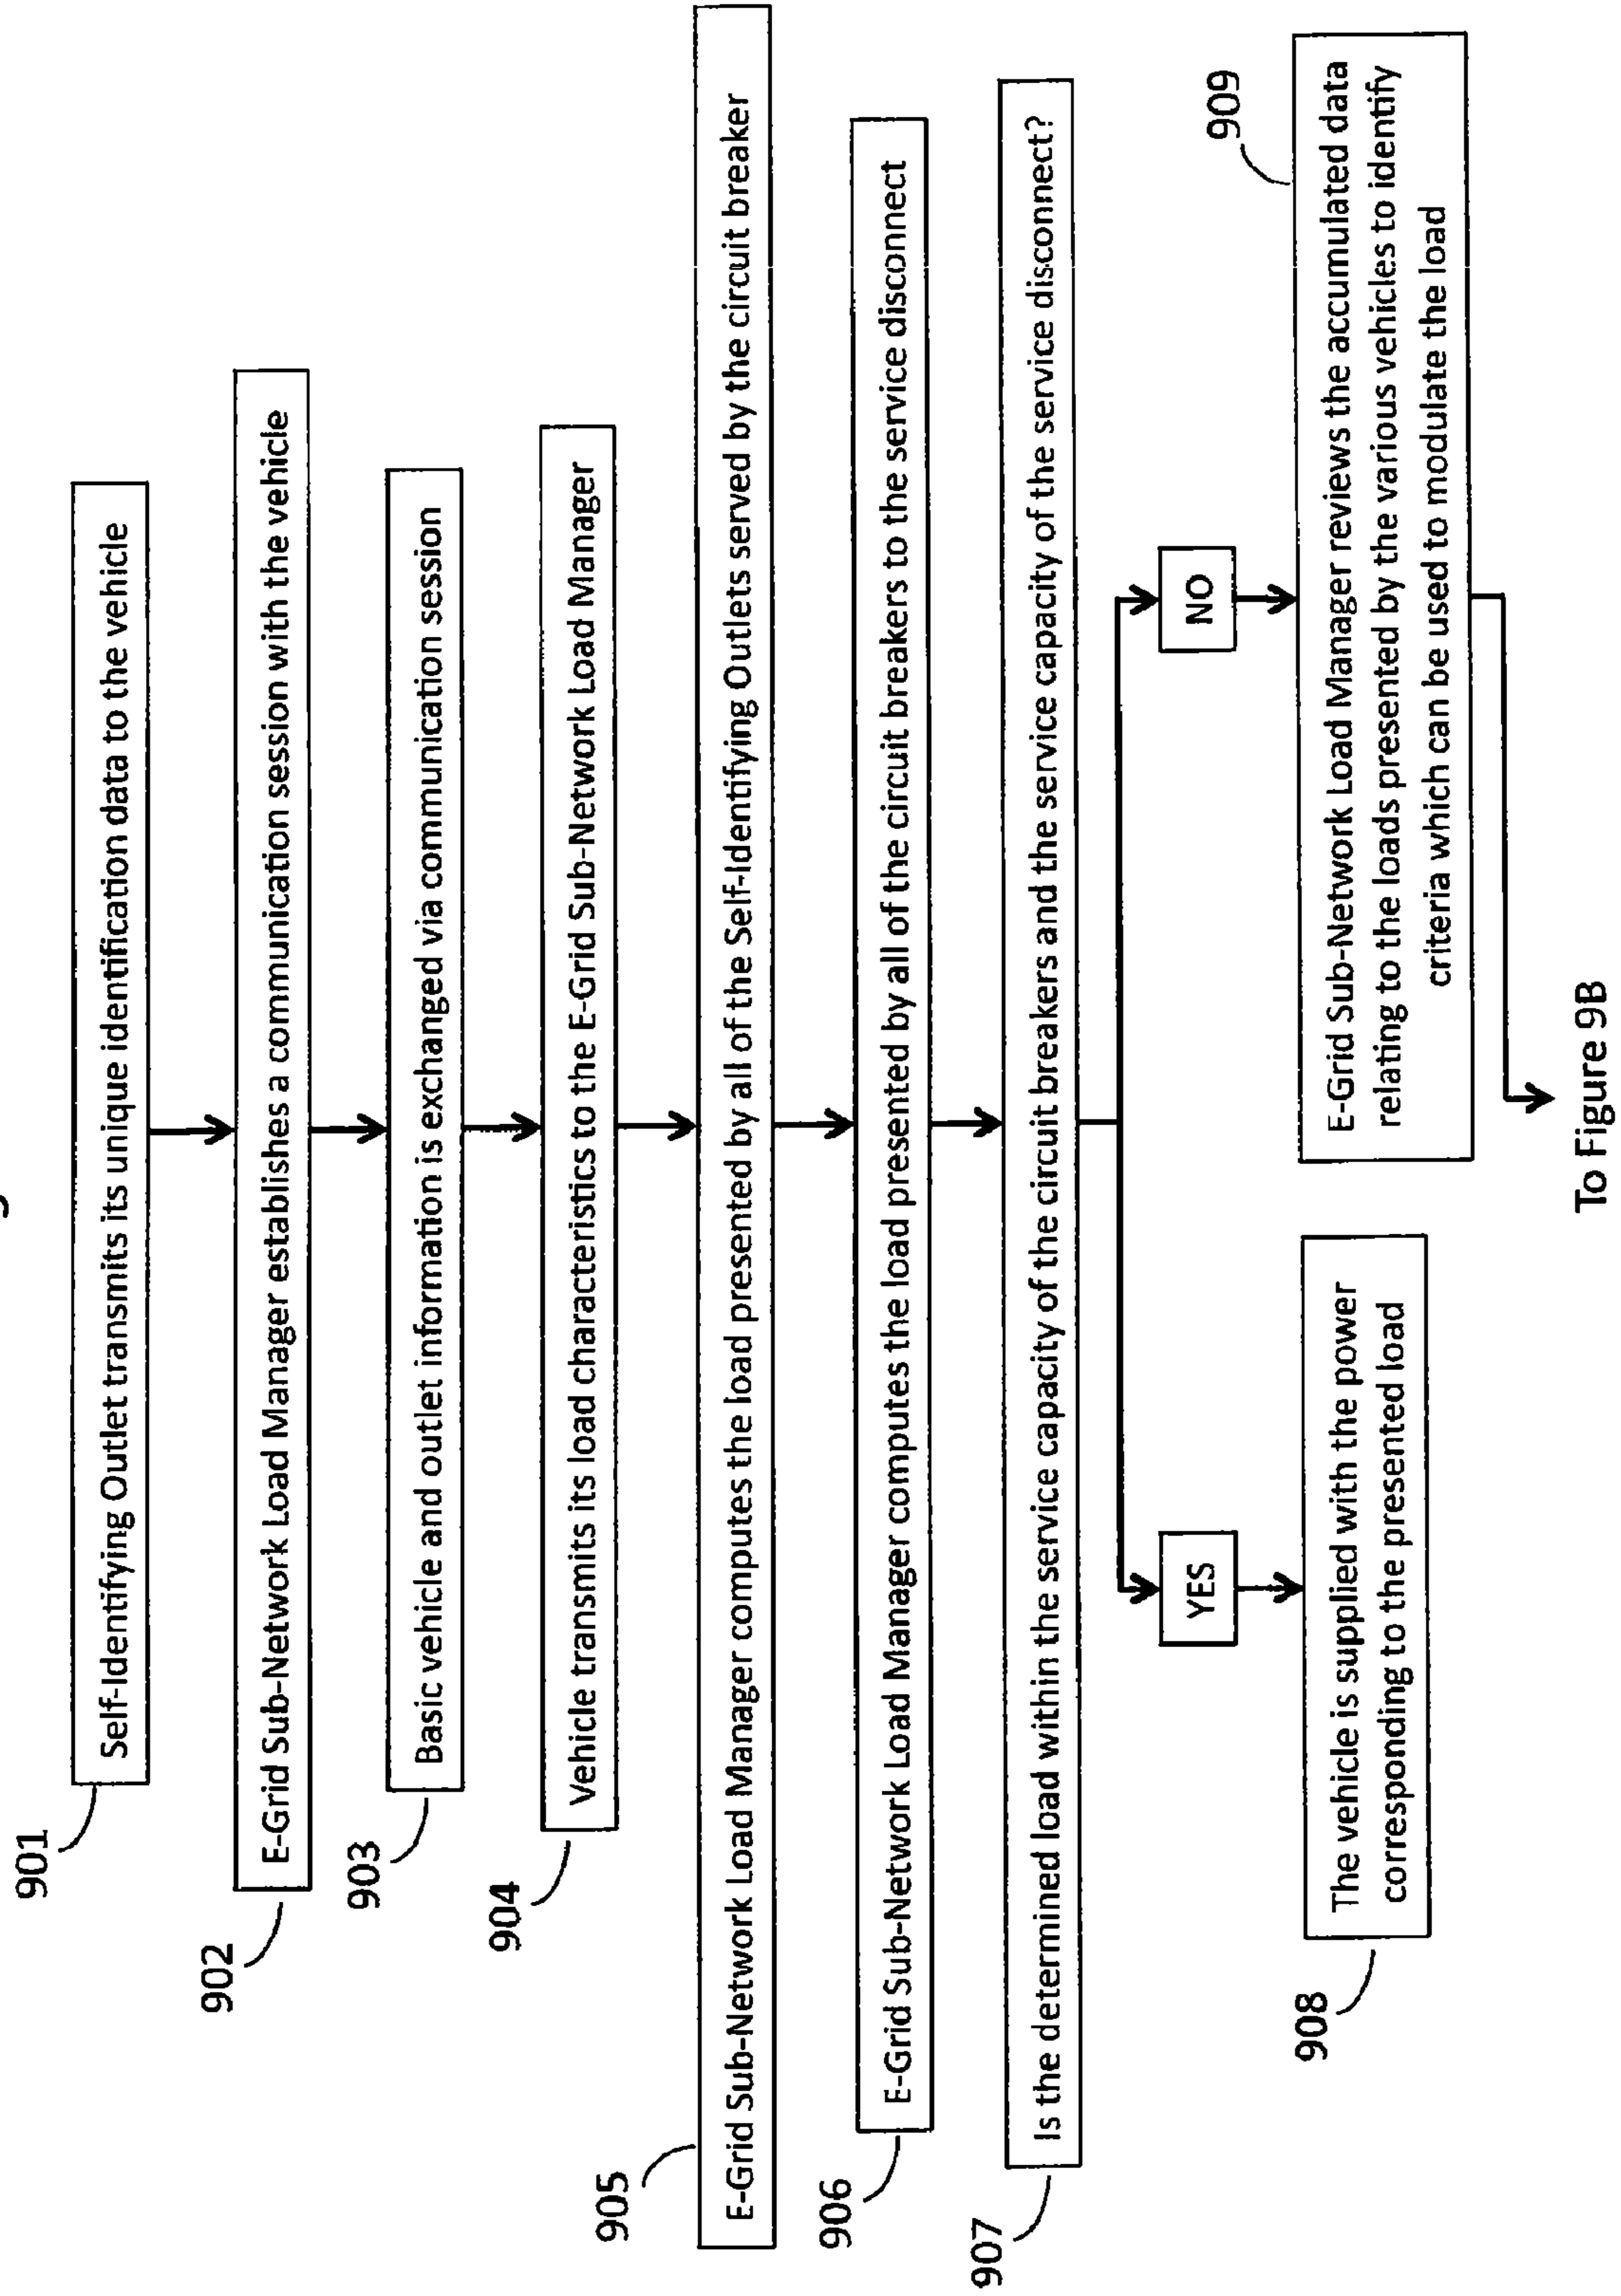 901
Self-Identifying Outlet transmits its unique identification data to the vehicle
902
E-Grid Sub-Network Load Manager establishes a communication session with the vehicle
903
Basic vehicle and outlet information is exchanged via communication session
904
Vehicle transmits its load characteristics to the E-Grid Sub-Network Load Manager
905
E-Grid Sub-Network Load Manager computes the load presented by all of the Self-Identifying Outlets served by the circuit breaker
906
E-Grid Sub-Network Load Manager computes the load presented by all of the circuit breakers to the service disconnect
907
Is the determined load within the service capacity of the circuit breakers and the service capacity of the service disconnect?
YES
NO
908
The vehicle is supplied with the power
corresponding to the presented load
909
E-Grid Sub-Network Load Manager reviews the accumulated data
relating to the loads presented by the various vehicles to identify
criteria which can be used to modulate the load
To Figure 9B